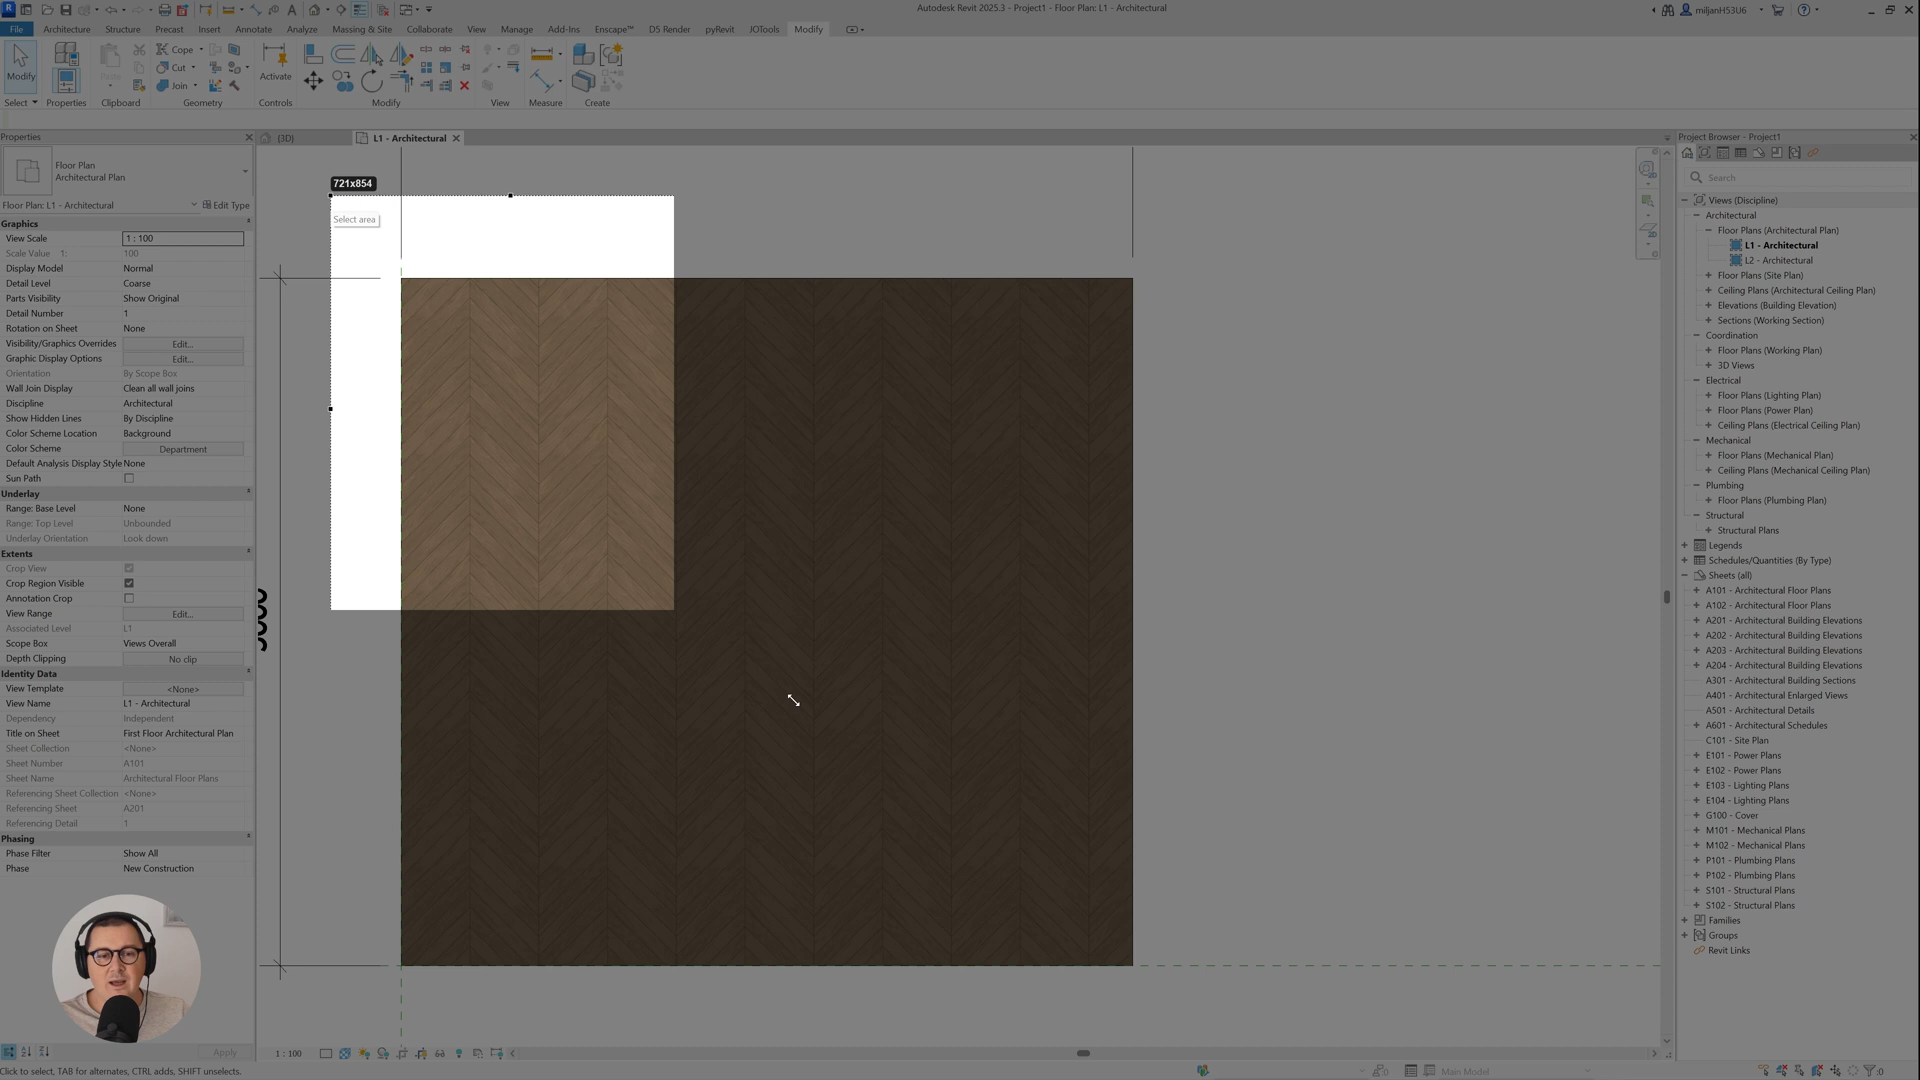 Autodesk Revit 2025.3 - Project1 - Floor Plan: L1 - Architectural
miljanH53U6
File
Architecture
Structure
Precast
Insert
Annotate
Analyze
Massing & Site
Collaborate
View
Manage
Add-Ins
Enscape™
D5 Render
pyRevit
JOTools
Modify
Modify
Paste
Cope
Cut
Join
Activate
Select
Properties
Clipboard
Geometry
Controls
Modify
View
Measure
Create
Properties
Floor Plan
Architectural Plan
Floor Plan: L1 - Architectural
Edit Type
Graphics
View Scale 1 : 100
Scale Value 1: 100
Display Model Normal
Detail Level Coarse
Parts Visibility Show Original
Detail Number 1
Rotation on Sheet None
Visibility/Graphics Overrides Edit...
Graphic Display Options Edit...
Orientation By Scope Box
Wall Join Display Clean all wall joins
Discipline Architectural
Show Hidden Lines By Discipline
Color Scheme Location Background
Color Scheme Department
Default Analysis Display Style None
Sun Path
Underlay
Range: Base Level None
Range: Top Level Unbounded
Underlay Orientation Look down
Extents
Crop View
Crop Region Visible
Annotation Crop
View Range Edit...
Associated Level L1
Scope Box Views Overall
Depth Clipping No clip
Identity Data
View Template <None>
View Name L1 - Architectural
Dependency Independent
Title on Sheet First Floor Architectural Plan
Sheet Collection <None>
Sheet Number A101
Sheet Name Architectural Floor Plans
Referencing Sheet Collection <None>
Referencing Sheet A201
Referencing Detail 1
Phasing
Phase Filter Show All
Phase New Construction
Apply
{3D}
L1 - Architectural
721x854
Select area
1 : 100
Click to select, TAB for alternates, CTRL adds, SHIFT unselects.
:0
Main Model
:0
Project Browser - Project1
Search
Views (Discipline)
Architectural
Floor Plans (Architectural Plan)
L1 - Architectural
L2 - Architectural
Floor Plans (Site Plan)
Ceiling Plans (Architectural Ceiling Plan)
Elevations (Building Elevation)
Sections (Working Section)
Coordination
Floor Plans (Working Plan)
3D Views
Electrical
Floor Plans (Lighting Plan)
Floor Plans (Power Plan)
Ceiling Plans (Electrical Ceiling Plan)
Mechanical
Floor Plans (Mechanical Plan)
Ceiling Plans (Mechanical Ceiling Plan)
Plumbing
Floor Plans (Plumbing Plan)
Structural
Structural Plans
Legends
Schedules/Quantities (By Type)
Sheets (all)
A101 - Architectural Floor Plans
A102 - Architectural Floor Plans
A201 - Architectural Building Elevations
A202 - Architectural Building Elevations
A203 - Architectural Building Elevations
A204 - Architectural Building Elevations
A301 - Architectural Building Sections
A401 - Architectural Enlarged Views
A501 - Architectural Details
A601 - Architectural Schedules
C101 - Site Plan
E101 - Power Plans
E102 - Power Plans
E103 - Lighting Plans
E104 - Lighting Plans
G100 - Cover
M101 - Mechanical Plans
M102 - Mechanical Plans
P101 - Plumbing Plans
P102 - Plumbing Plans
S101 - Structural Plans
S102 - Structural Plans
Families
Groups
Revit Links